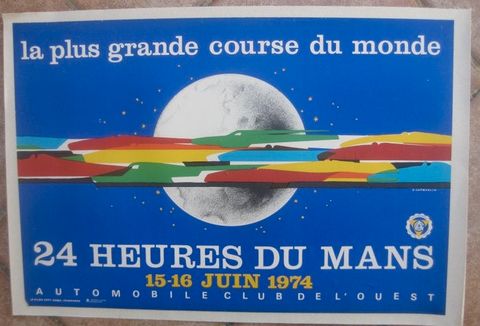 la plus grande course du monde
24 HEURES DU MANS
15-16 JUIN 1974
AUTOMOBILE CLUB DE L'OUEST